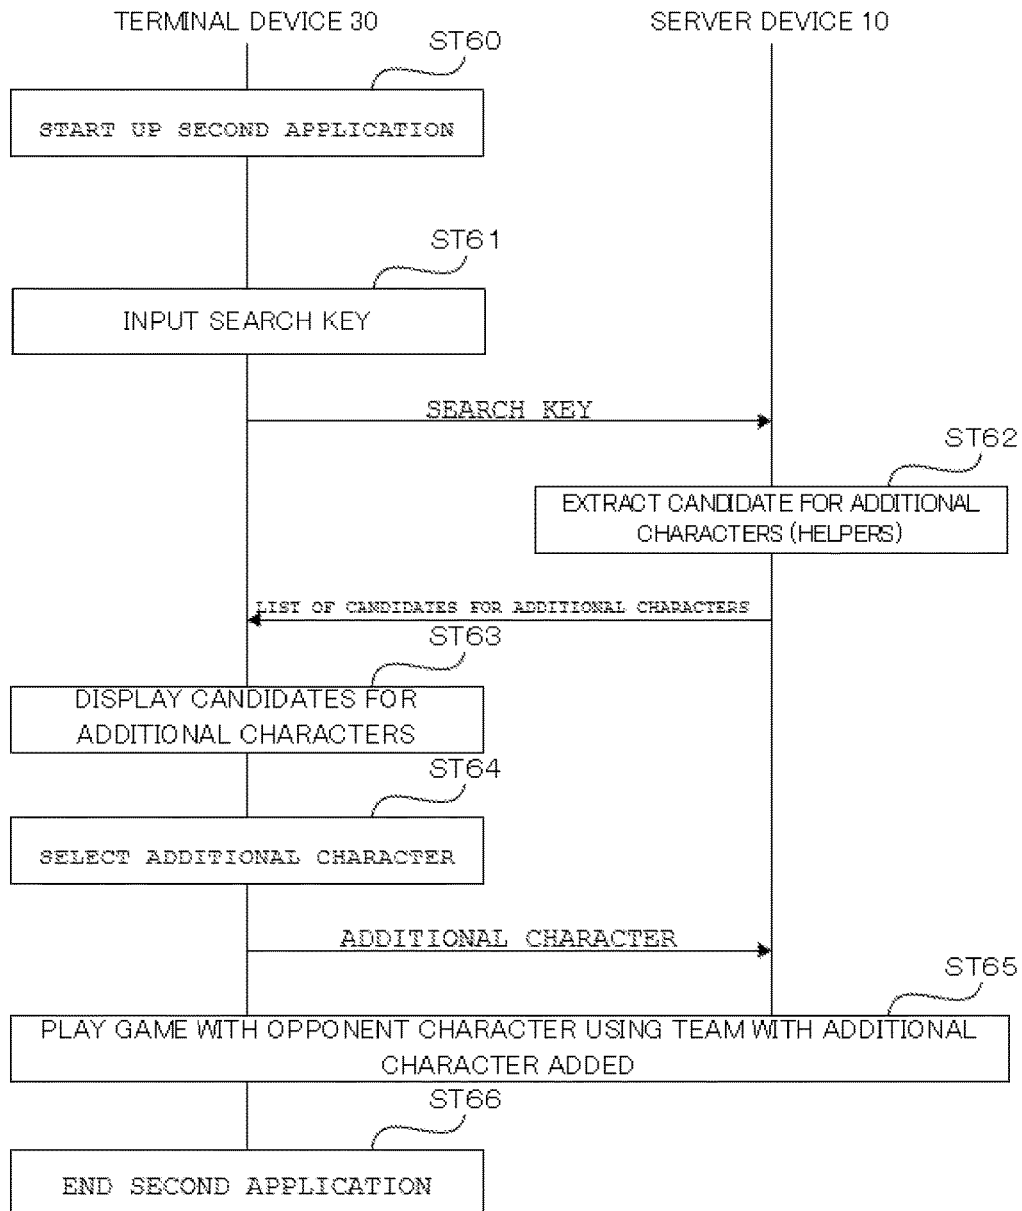 TERMINAL DEVICE 30
SERVER DEVICE 10
ST60
START UP SECOND APPLICATION
ST61
INPUT SEARCH KEY
SEARCH KEY
ST62
EXTRACT CANDIDATE FOR ADDITIONAL
CHARACTERS (HELPERS)
LIST OF CANDIDATES FOR ADDITIONAL CHARACTERS
ST63
DISPLAY CANDIDATES FOR
ADDITIONAL CHARACTERS
ST64
SELECT ADDITIONAL CHARACTER
ADDITIONAL CHARACTER
ST65
PLAY GAME WITH OPPONENT CHARACTER USING TEAM WITH ADDITIONAL
CHARACTER ADDED
ST66
END SECOND APPLICATION